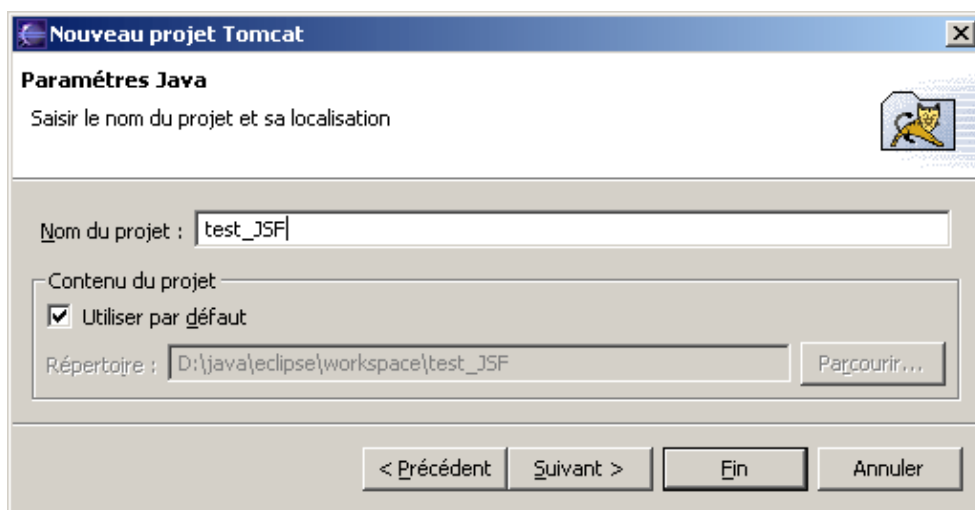 Nouveau projet Tomcat
Paramétres Java
Saisir le nom du projet et sa localisation
Nom du projet : test_JSF
Contenu du projet
Utiliser par défaut
Répertoire : D:\java\eclipse\workspace\test_JSF Parcourir...
< Précédent Suivant > Fin Annuler